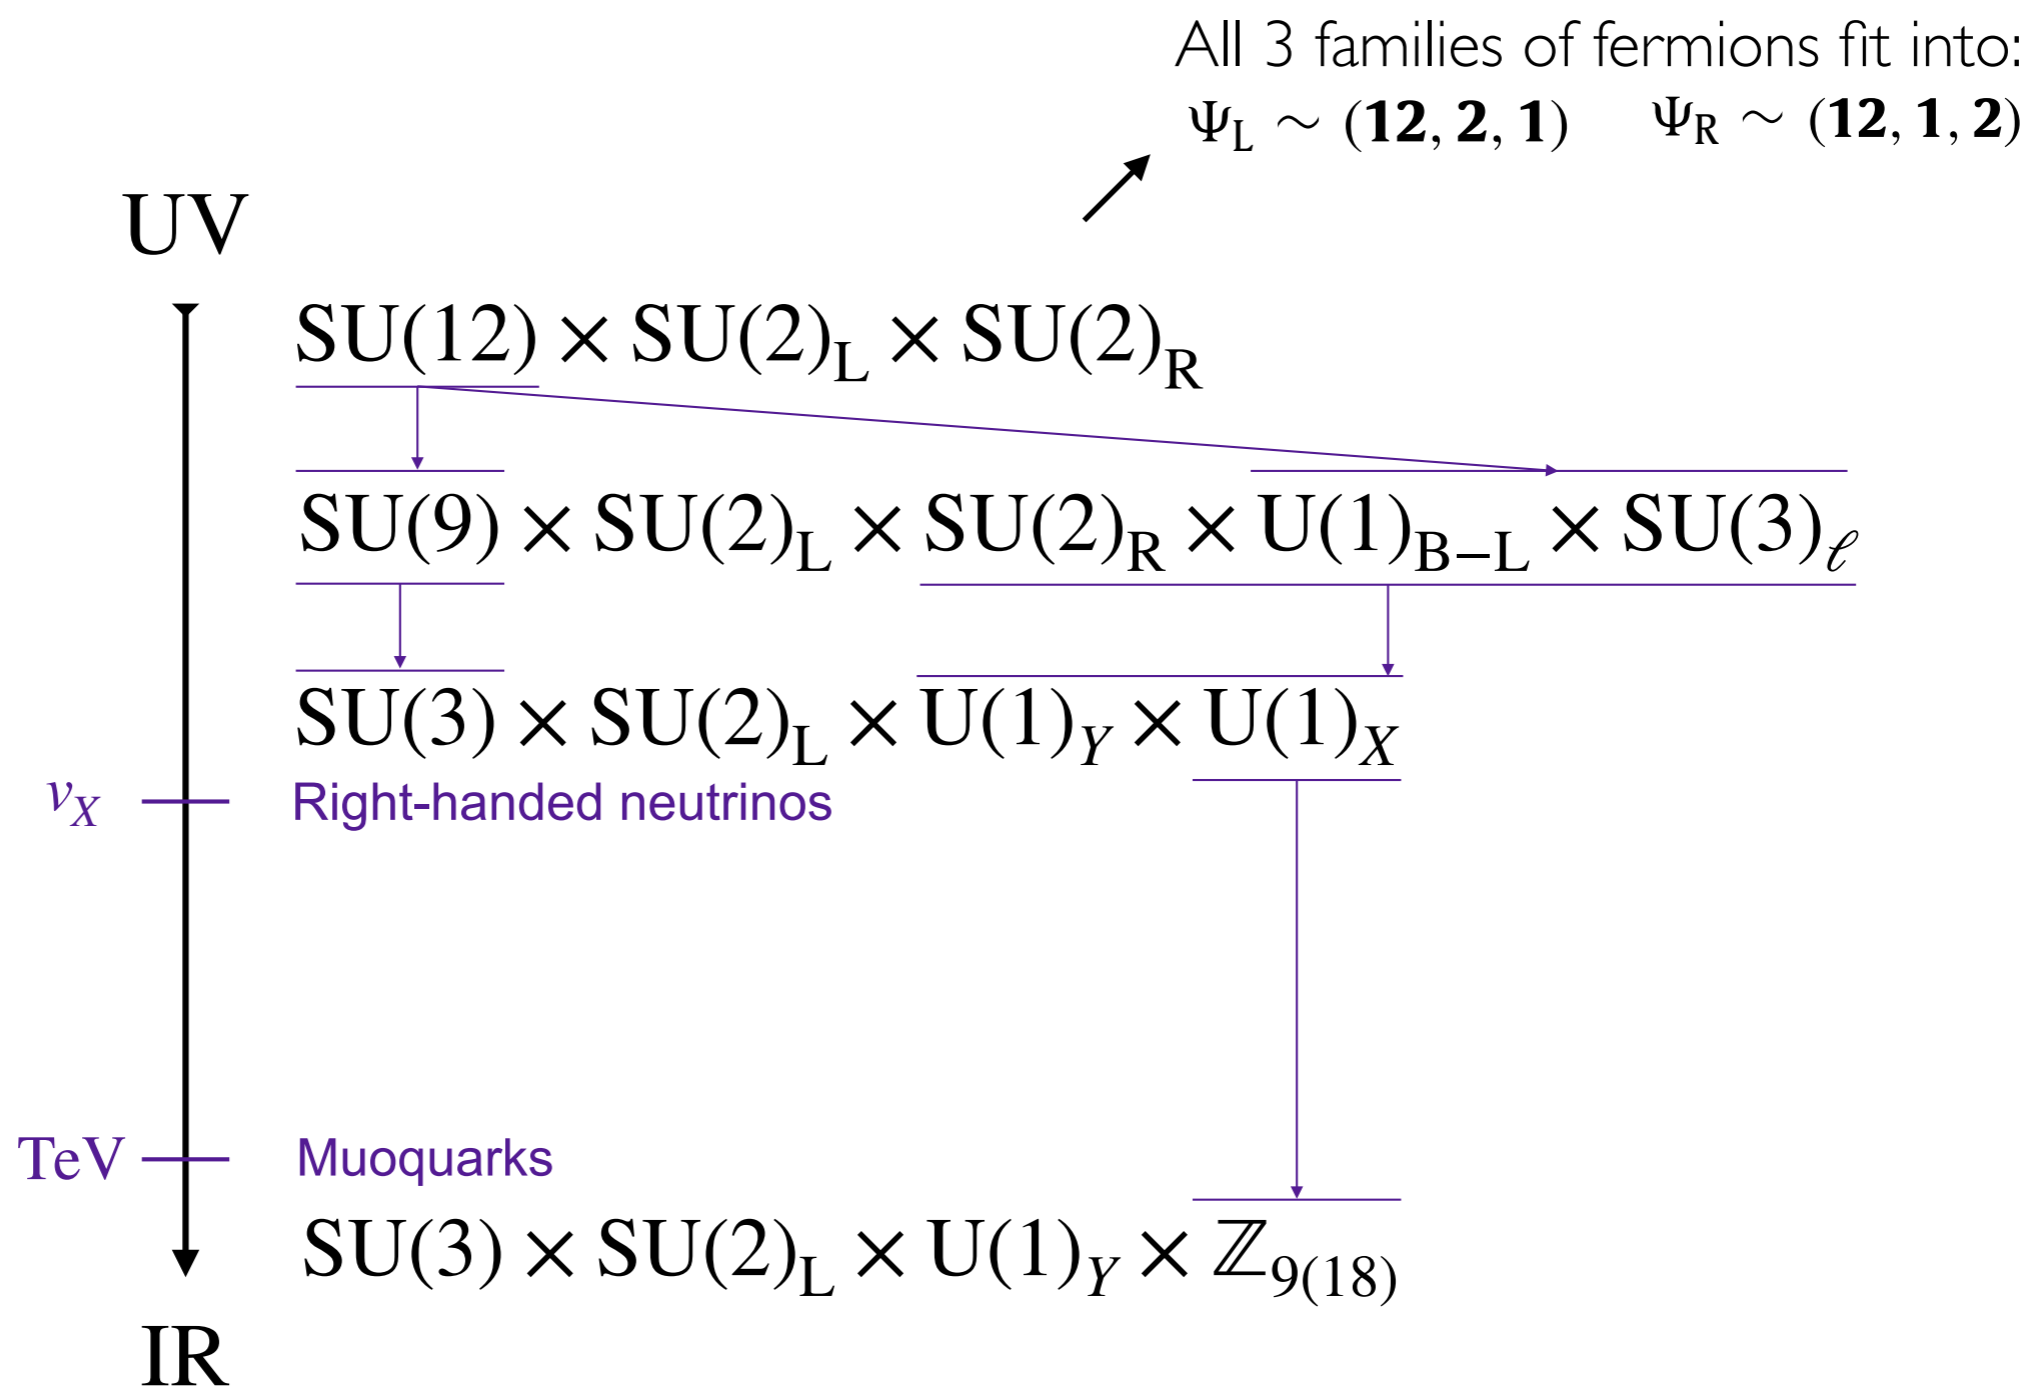 All 3 families of fermions fit into:
Ψ_L ∼ (12, 2, 1)   Ψ_R ∼ (12, 1, 2)
UV
SU(12) × SU(2)_L × SU(2)_R
SU(9) × SU(2)_L × SU(2)_R × U(1)_{B−L} × SU(3)_ℓ
SU(3) × SU(2)_L × U(1)_Y × U(1)_X
v_X Right-handed neutrinos
TeV Muoquarks
SU(3) × SU(2)_L × U(1)_Y × ℤ_{9(18)}
IR